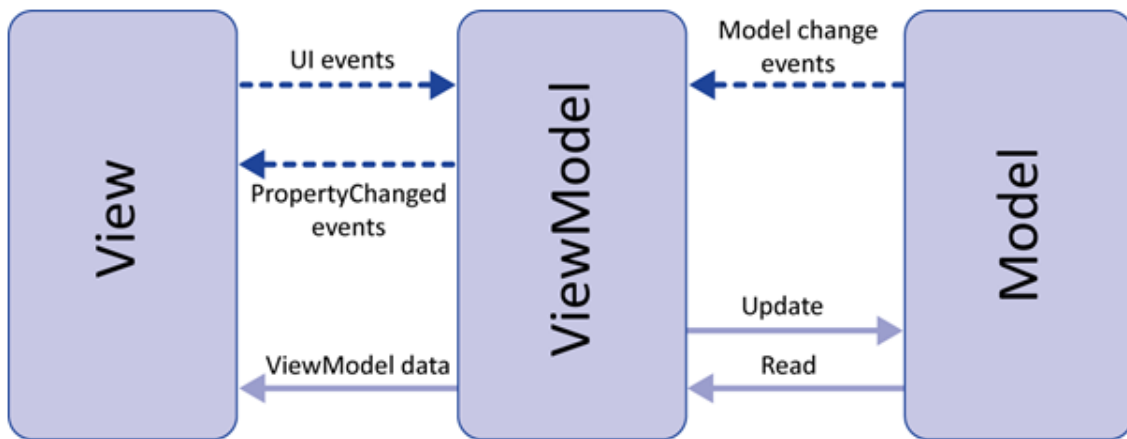 View
UI events
PropertyChanged
events
ViewModel data
ViewModel
Model change
events
Update
Read
Model